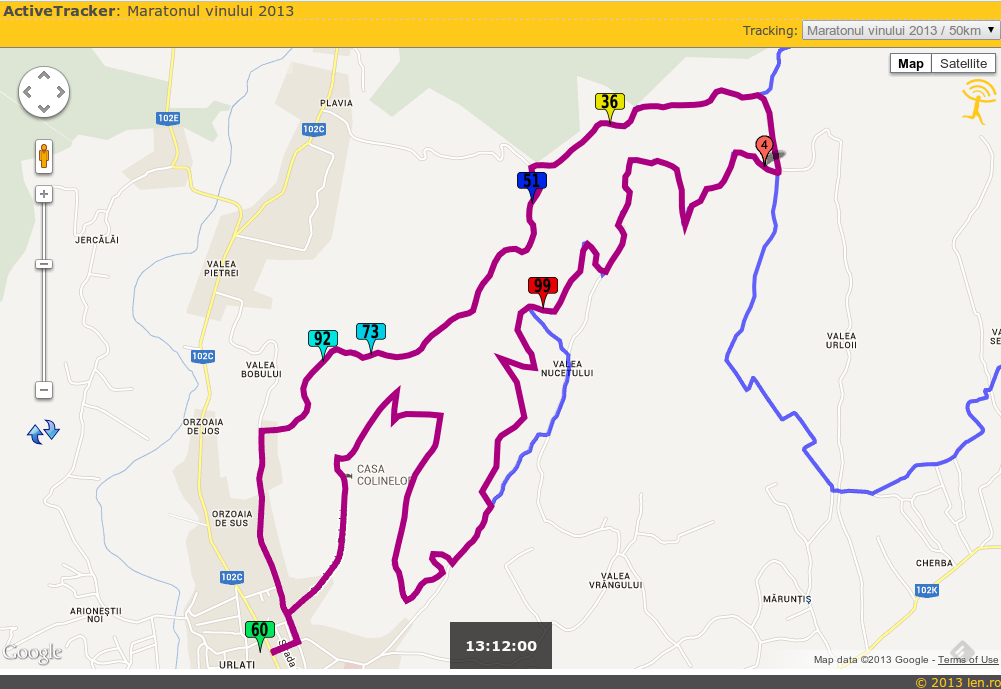 ActiveTracker: Maratonul vinului 2013
Tracking: Maratonul vinului 2013 / 50km
Map Satellite
36
PLAVIA
102E
102C
4
51
JERCĂLĂI
VALEA
PIETREI
99
92
73
VALEA
URLOII
102C
VALEA
BOBULUI
VALEA
NUCETULUI
VA
SE
ORZOAIA
DE JOS
CASA
COLINELOR
ORZOAIA
DE SUS
102C
VALEA
VRÂNGULUI
CHERBA
102K
MĂRUNȚIȘ
ARIONEȘTII
NOI
60
Strada
13:12:00
Google
URLAȚI
Map data ©2013 Google - Terms of Use
© 2013 len.ro